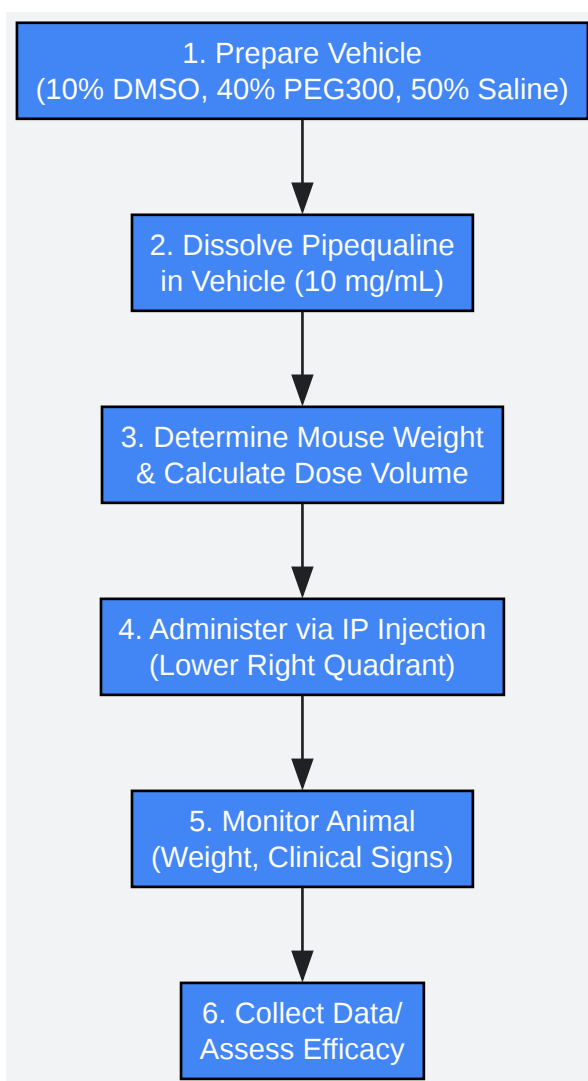 1. Prepare Vehicle
(10% DMSO, 40% PEG300, 50% Saline)
2. Dissolve Pipequaline
in Vehicle (10 mg/mL)
3. Determine Mouse Weight
& Calculate Dose Volume
4. Administer via IP Injection
(Lower Right Quadrant)
5. Monitor Animal
(Weight, Clinical Signs)
6. Collect Data/
Assess Efficacy